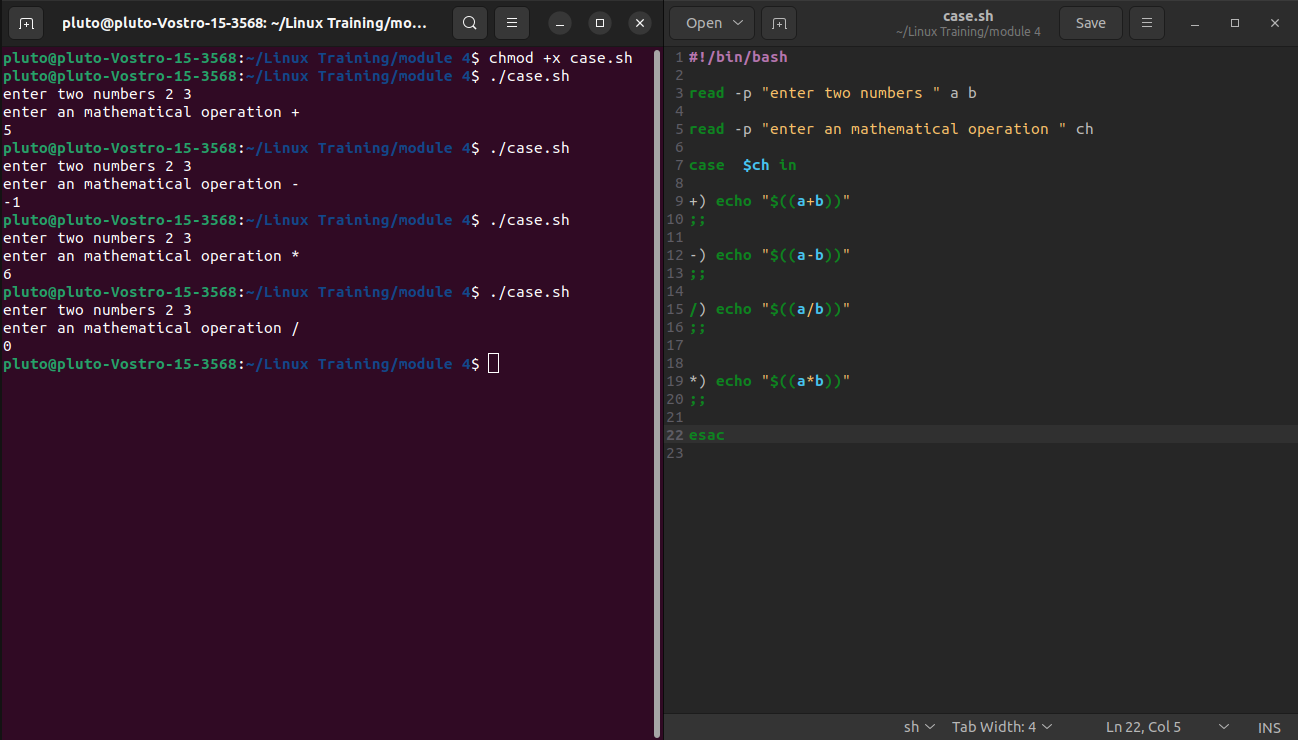 pluto@pluto-Vostro-15-3568: ~/Linux Training/mo...
pluto@pluto-Vostro-15-3568:~/Linux Training/module 4$ chmod +x case.sh
pluto@pluto-Vostro-15-3568:~/Linux Training/module 4$ ./case.sh
enter two numbers 2 3
enter an mathematical operation +
5
pluto@pluto-Vostro-15-3568:~/Linux Training/module 4$ ./case.sh
enter two numbers 2 3
enter an mathematical operation -
-1
pluto@pluto-Vostro-15-3568:~/Linux Training/module 4$ ./case.sh
enter two numbers 2 3
enter an mathematical operation *
6
pluto@pluto-Vostro-15-3568:~/Linux Training/module 4$ ./case.sh
enter two numbers 2 3
enter an mathematical operation /
0
pluto@pluto-Vostro-15-3568:~/Linux Training/module 4$
Open
case.sh
~/Linux Training/module 4
Save
1 #!/bin/bash
2
3 read -p "enter two numbers " a b
4
5 read -p "enter an mathematical operation " ch
6
7 case  $ch in
8
9 +) echo "$((a+b))"
10 ;;
11
12 -) echo "$((a-b))"
13 ;;
14
15 /) echo "$((a/b))"
16 ;;
17
18
19 *) echo "$((a*b))"
20 ;;
21
22 esac
23
sh Tab Width: 4 Ln 22, Col 5 INS